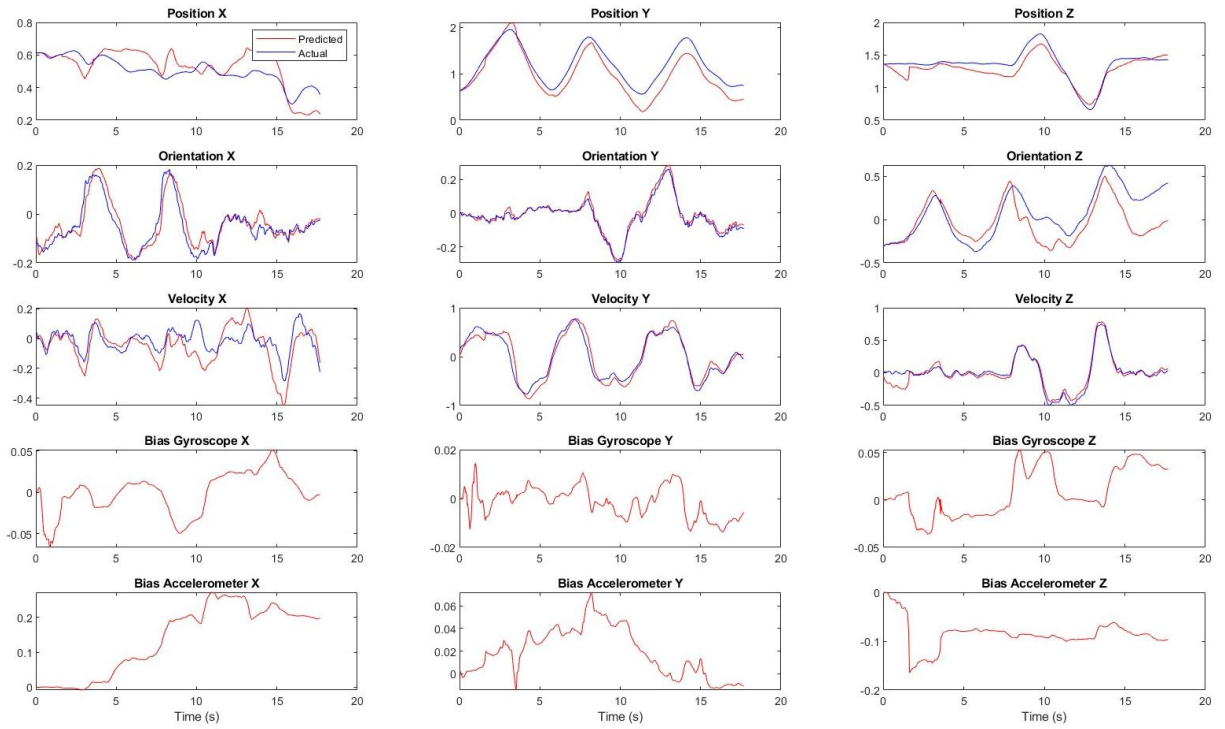 Position X
Position Y
Position Z
0.8
0.6
0.4
0.2
Predicted
Actual
0 5 10 15 20
2
1
0
0 5 10 15 20
2
1.5
1
0.5
0 5 10 15 20
Orientation X
Orientation Y
Orientation Z
0.2
0
-0.2
0 5 10 15 20
0.2
0
-0.2
0 5 10 15 20
0.5
0
-0.5
0 5 10 15 20
Velocity X
Velocity Y
Velocity Z
0.2
0
-0.2
-0.4
0 5 10 15 20
1
0
-1
0 5 10 15 20
1
0.5
0
-0.5
0 5 10 15 20
Bias Gyroscope X
Bias Gyroscope Y
Bias Gyroscope Z
0.05
0
-0.05
0 5 10 15 20
0.02
0
-0.02
0 5 10 15 20
0.05
0
-0.05
0 5 10 15 20
Bias Accelerometer X
Bias Accelerometer Y
Bias Accelerometer Z
0.2
0.1
0
0 5 10 15 20
Time (s)
0.06
0.04
0.02
0
0 5 10 15 20
Time (s)
0
-0.1
-0.2
0 5 10 15 20
Time (s)